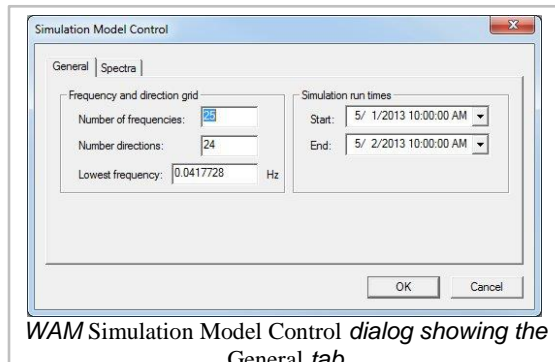 Simulation Model Control
General Spectra
Frequency and direction grid
Number of frequencies: 25
Number directions: 24
Lowest frequency: 0.0417728 Hz
Simulation run times
Start: 5/ 1/2013 10:00:00 AM
End: 5/ 2/2013 10:00:00 AM
OK Cancel
WAM Simulation Model Control dialog showing the
General tab